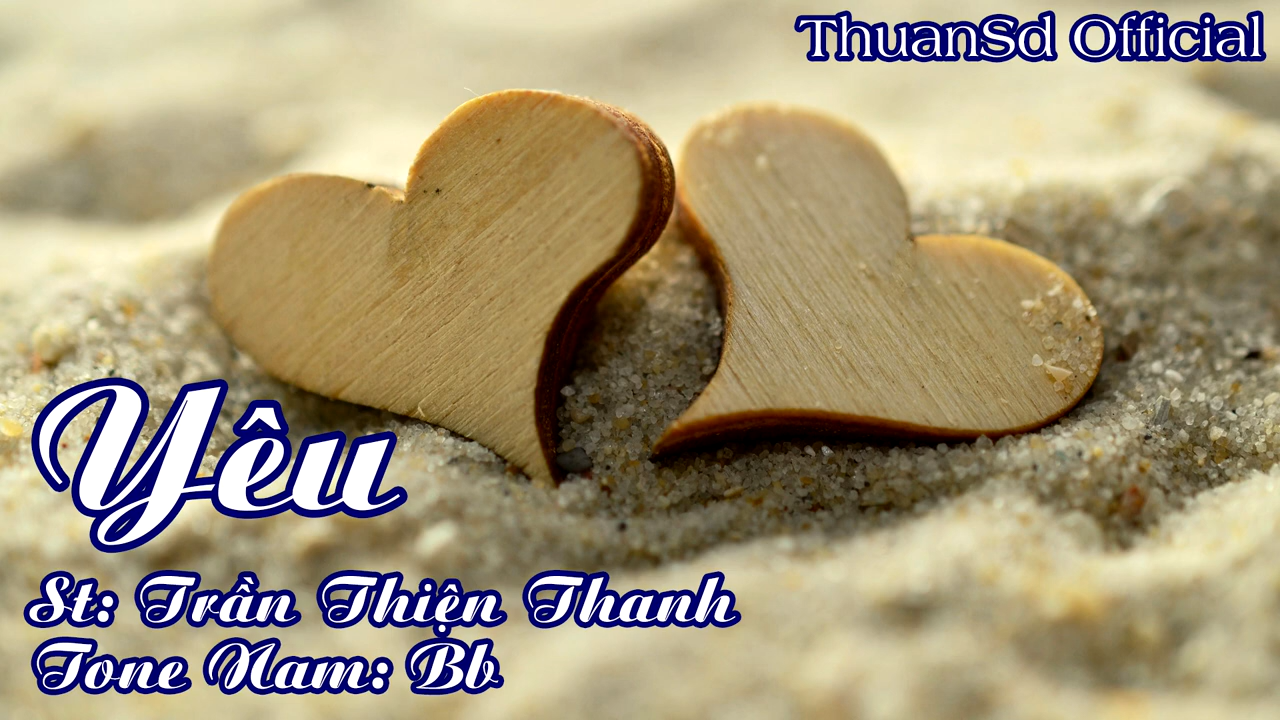 ThuanSd Official
Yêu
St: Trần Thiện Thanh
Tone Nam: Bb